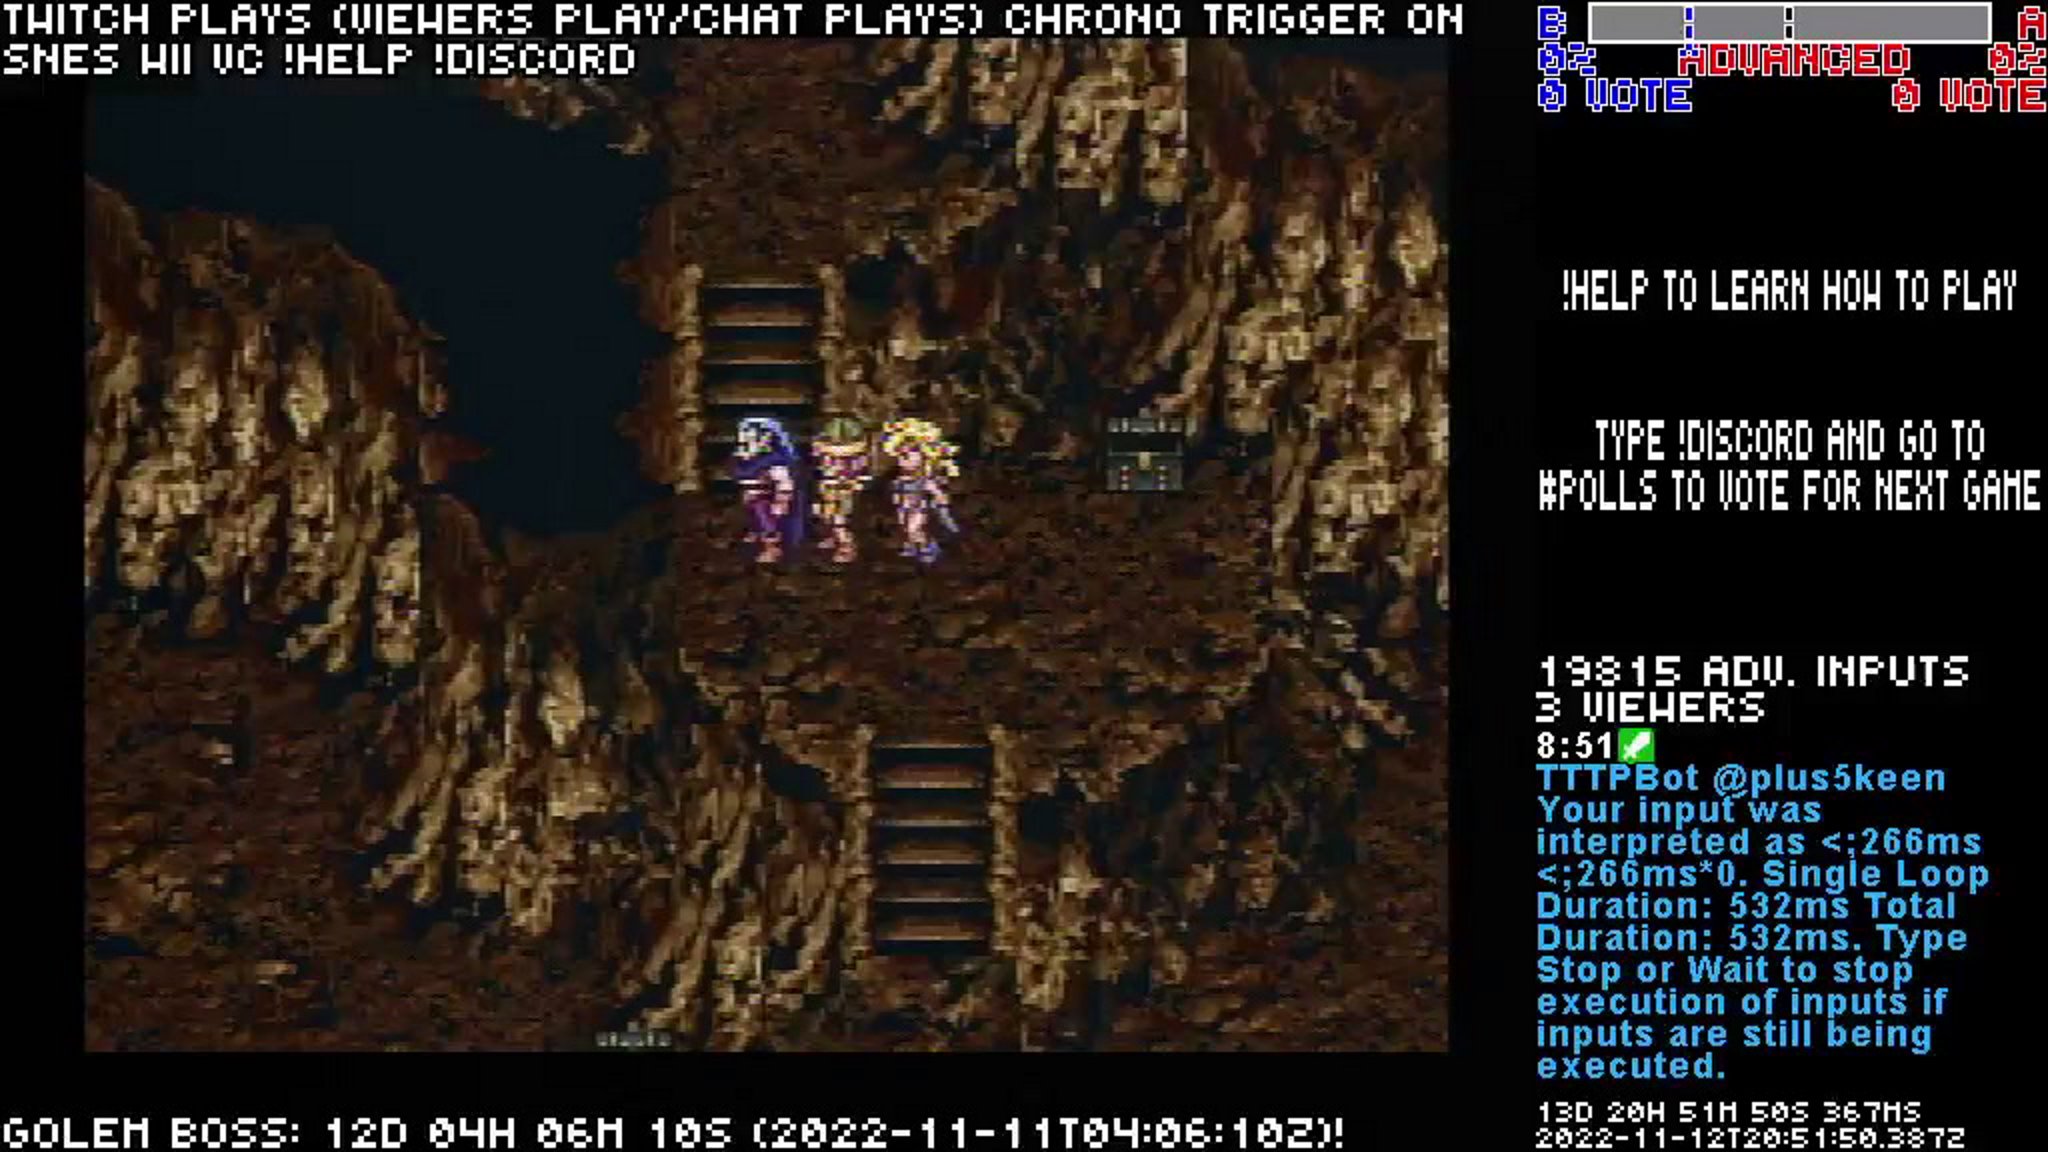 TWITCH PLAYS (VIEWERS PLAY/CHAT PLAYS) CHRONO TRIGGER ON
SNES WII VC !HELP !DISCORD
B A
0% ADVANCED 0%
0 VOTE 0 VOTE
!HELP TO LEARN HOW TO PLAY
TYPE !DISCORD AND GO TO
#POLLS TO VOTE FOR NEXT GAME
19815 ADV. INPUTS
3 VIEWERS
8:51
TTTPBot @plus5keen
Your input was
interpreted as <;266ms
<;266ms*0. Single Loop
Duration: 532ms Total
Duration: 532ms. Type
Stop or Wait to stop
execution of inputs if
inputs are still being
executed.
13D 20H 51M 50S 367MS
2022-11-12T20:51:50.387Z
GOLEM BOSS: 12D 04H 06M 10S (2022-11-11T04:06:10Z)!